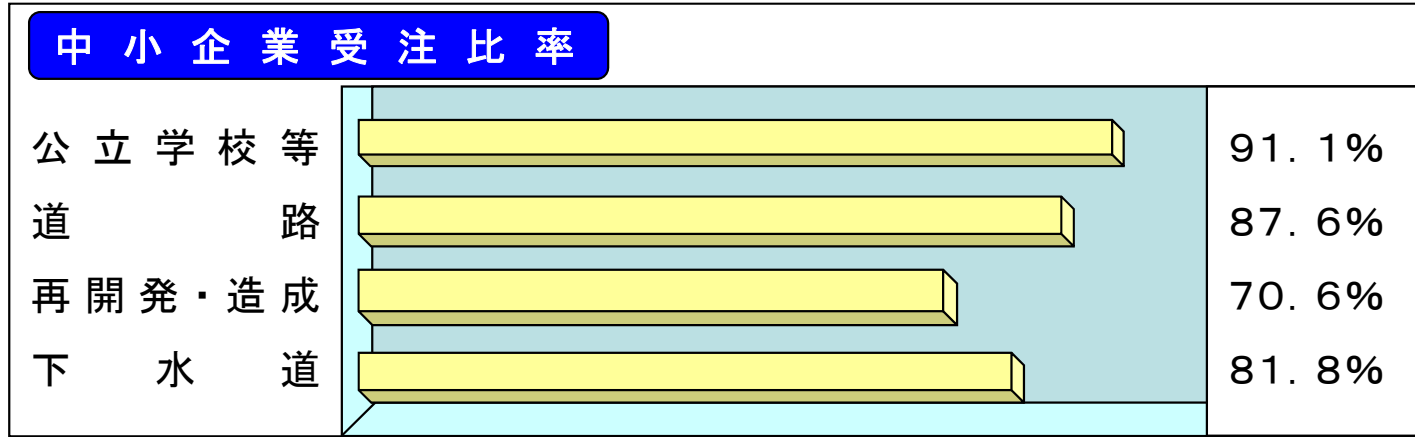 中小企業受注比率
公立学校等 91.1%
道路 87.6%
再開発・造成 70.6%
下水道 81.8%